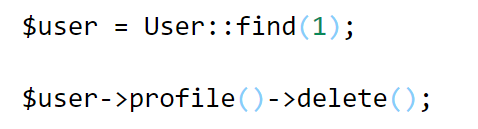 $user = User::find(1);
$user->profile()->delete();